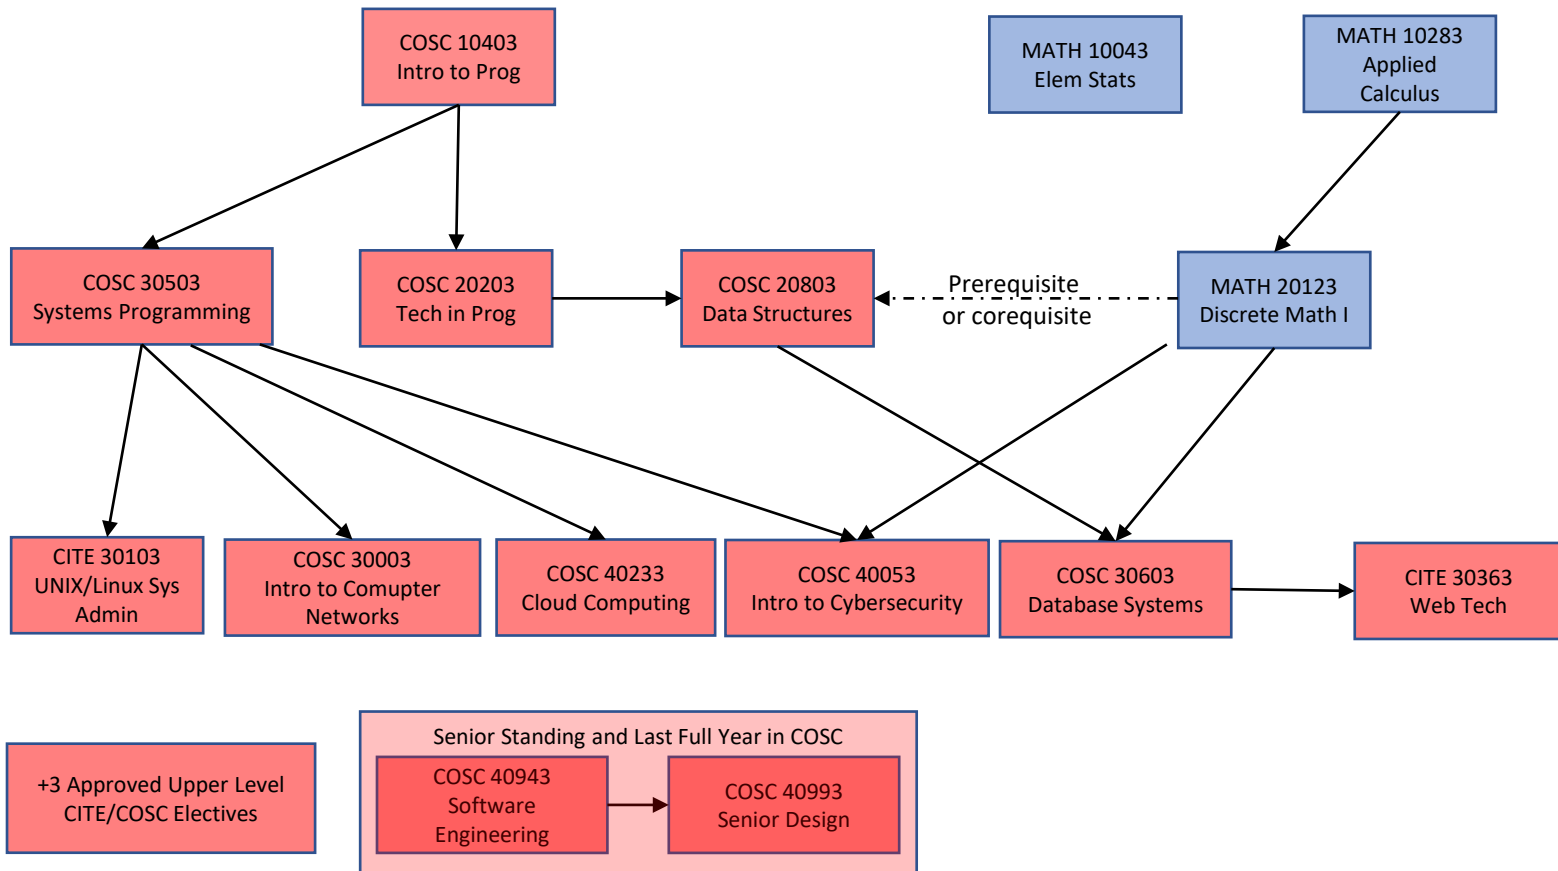 COSC 10403
Intro to Prog
MATH 10043
Elem Stats
MATH 10283
Applied
Calculus
COSC 30503
Systems Programming
COSC 20203
Tech in Prog
COSC 20803
Data Structures
Prerequisite
or corequisite
MATH 20123
Discrete Math I
CITE 30103
UNIX/Linux Sys
Admin
COSC 30003
Intro to Comupter
Networks
COSC 40233
Cloud Computing
COSC 40053
Intro to Cybersecurity
COSC 30603
Database Systems
CITE 30363
Web Tech
+3 Approved Upper Level
CITE/COSC Electives
Senior Standing and Last Full Year in COSC
COSC 40943
Software
Engineering
COSC 40993
Senior Design